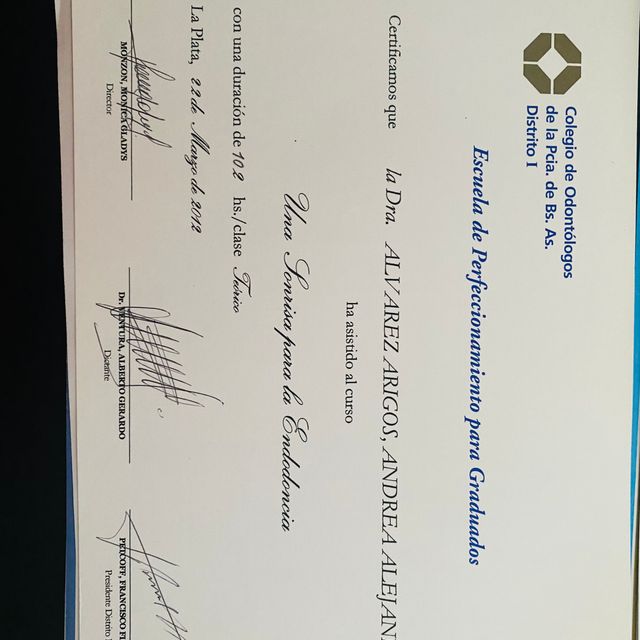 Colegio de Odontólogos
de la Pcia. de Bs. As.
Distrito I
Escuela de Perfeccionamiento para Graduados
Certificamos que la Dra. ALVAREZ ARIGOS, ANDREA ALEJAN
ha asistido al curso
Una Sonrisa para la Endodoncia
con una duración de 10.2 hs./clase Teórico
La Plata, 22 de Marzo de 2012
MONZON, MONICA GLADYS
Director
Dr. VENTURA, ALBERTO GERARDO
Dictante
PETCOFF, FRANCISCO
Presidente Distrito